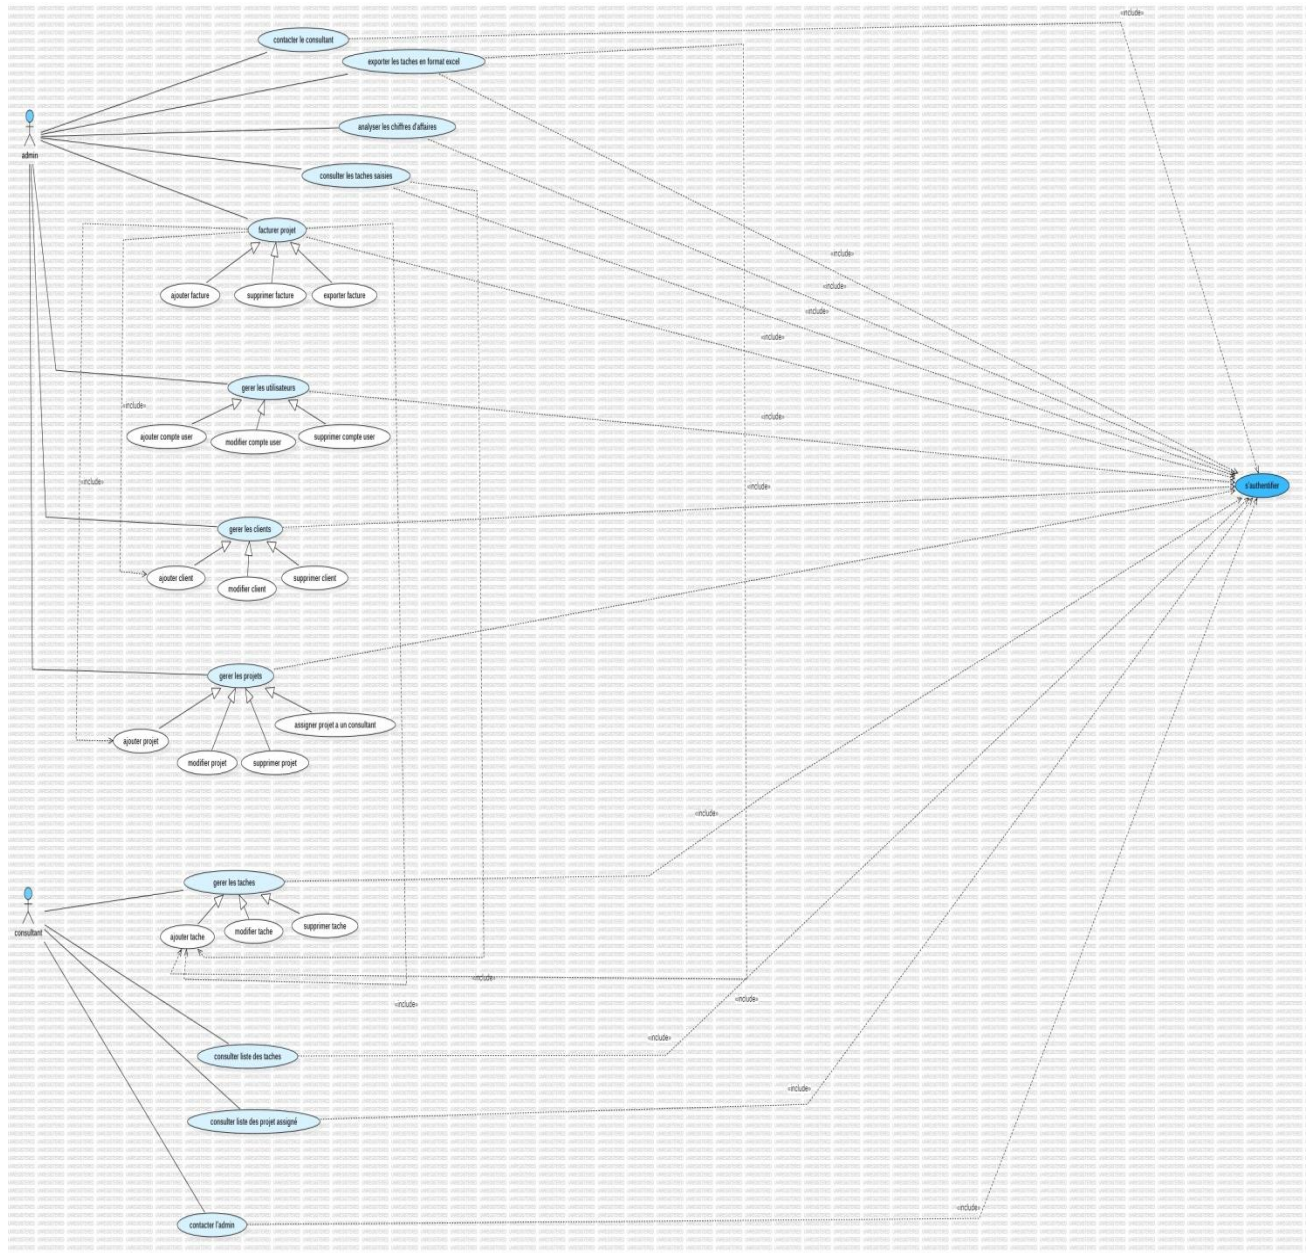 «include»
contacter le consultant
exporter les taches en format excel
analyser les chiffres d'affaires
admin
consulter les taches saisies
facturer projet
«include»
«include»
ajouter facture
supprimer facture
exporter facture
«include»
«include»
gerer les utilisateurs
«include»
«include»
ajouter compte user
modifier compte user
supprimer compte user
«include»
«include»
s'authentifier
gerer les clients
ajouter client
modifier client
supprimer client
gerer les projets
assigner projet a un consultant
ajouter projet
modifier projet
supprimer projet
«include»
gerer les taches
consultant
ajouter tache
modifier tache
supprimer tache
«include»
«include»
«include»
«include»
consulter liste des taches
«include»
consulter liste des projet assigné
«include»
contacter l'admin